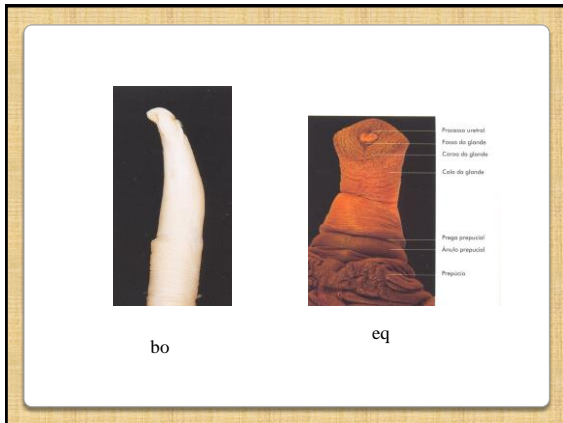 Processo uretral
Fossa da glande
Coroa da glande
Colo da glande
Prega prepucial
Ânulo prepucial
Prepúcio
bo
eq